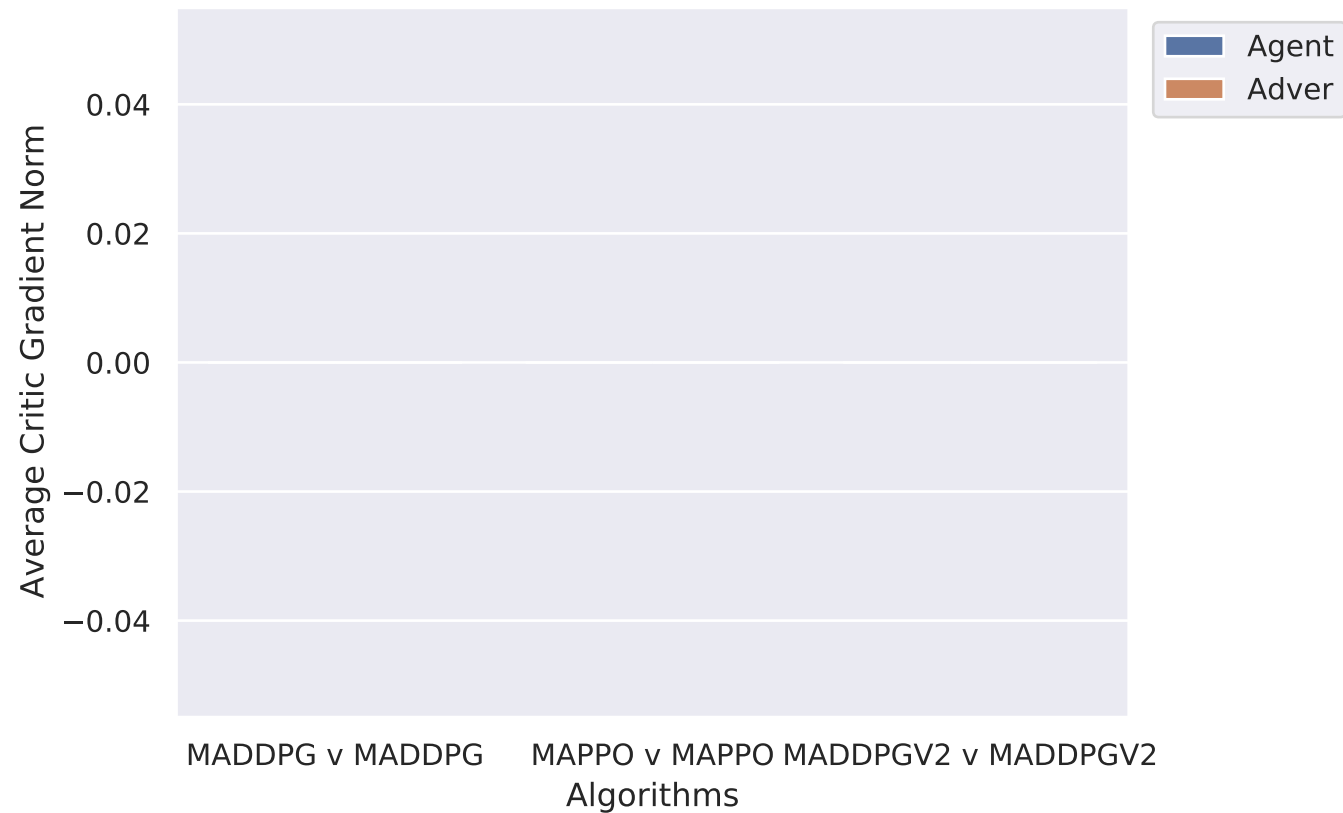 Agent
Adver
0.04
0.02
0.00
−0.02
−0.04
Average Critic Gradient Norm
MADDPG v MADDPG MAPPO v MAPPO MADDPGV2 v MADDPGV2
Algorithms